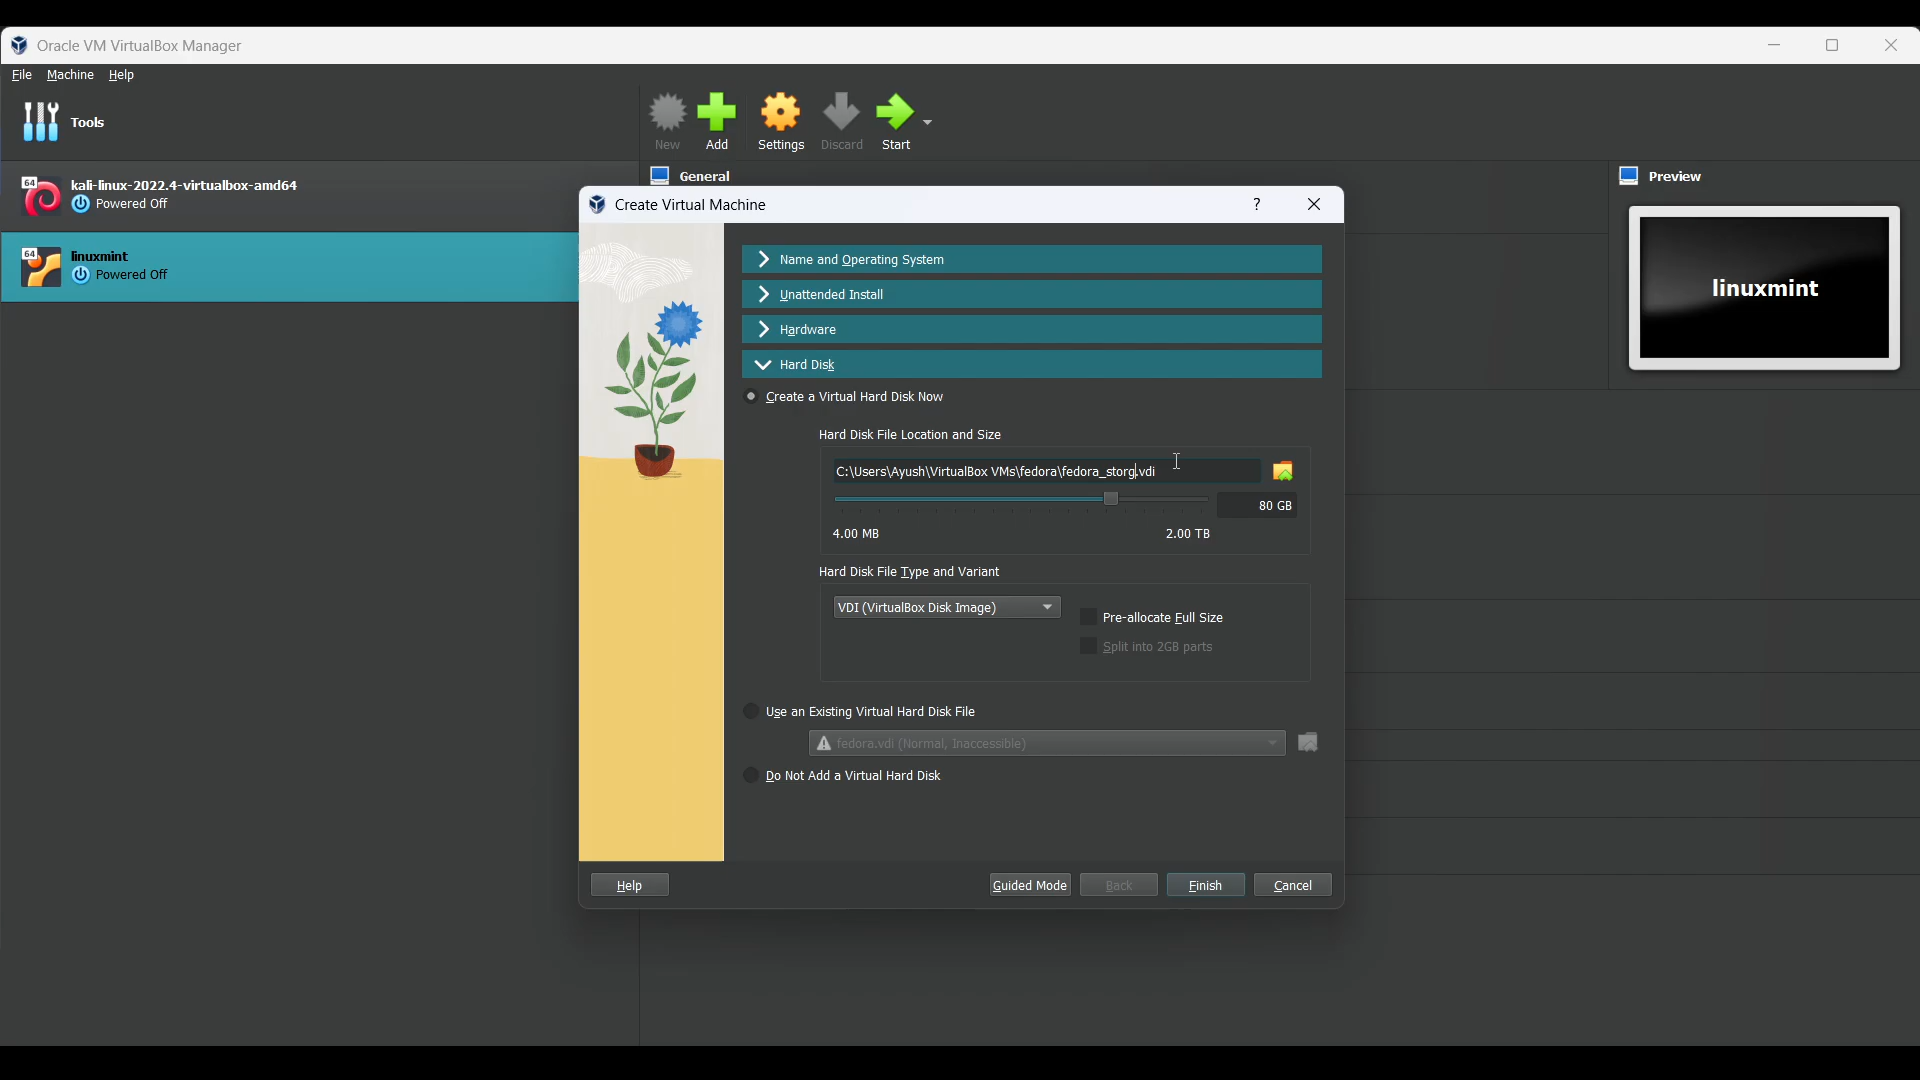 Oracle VM VirtualBox Manager
File Machine Help
Tools
New Add Settings Discard Start
64 kali-linux-2022.4-virtualbox-amd64
Powered Off
64 linuxmint
Powered Off
General
Preview
linuxmint
Create Virtual Machine ?
Name and Operating System
Unattended Install
Hardware
Hard Disk
Create a Virtual Hard Disk Now
Hard Disk File Location and Size
C:\Users\Ayush\VirtualBox VMs\fedora\fedora_storg.vdi
80 GB
4.00 MB 2.00 TB
Hard Disk File Type and Variant
VDI (VirtualBox Disk Image)
Pre-allocate Full Size
Split into 2GB parts
Use an Existing Virtual Hard Disk File
fedora.vdi (Normal, Inaccessible)
Do Not Add a Virtual Hard Disk
Help Guided Mode Back Finish Cancel